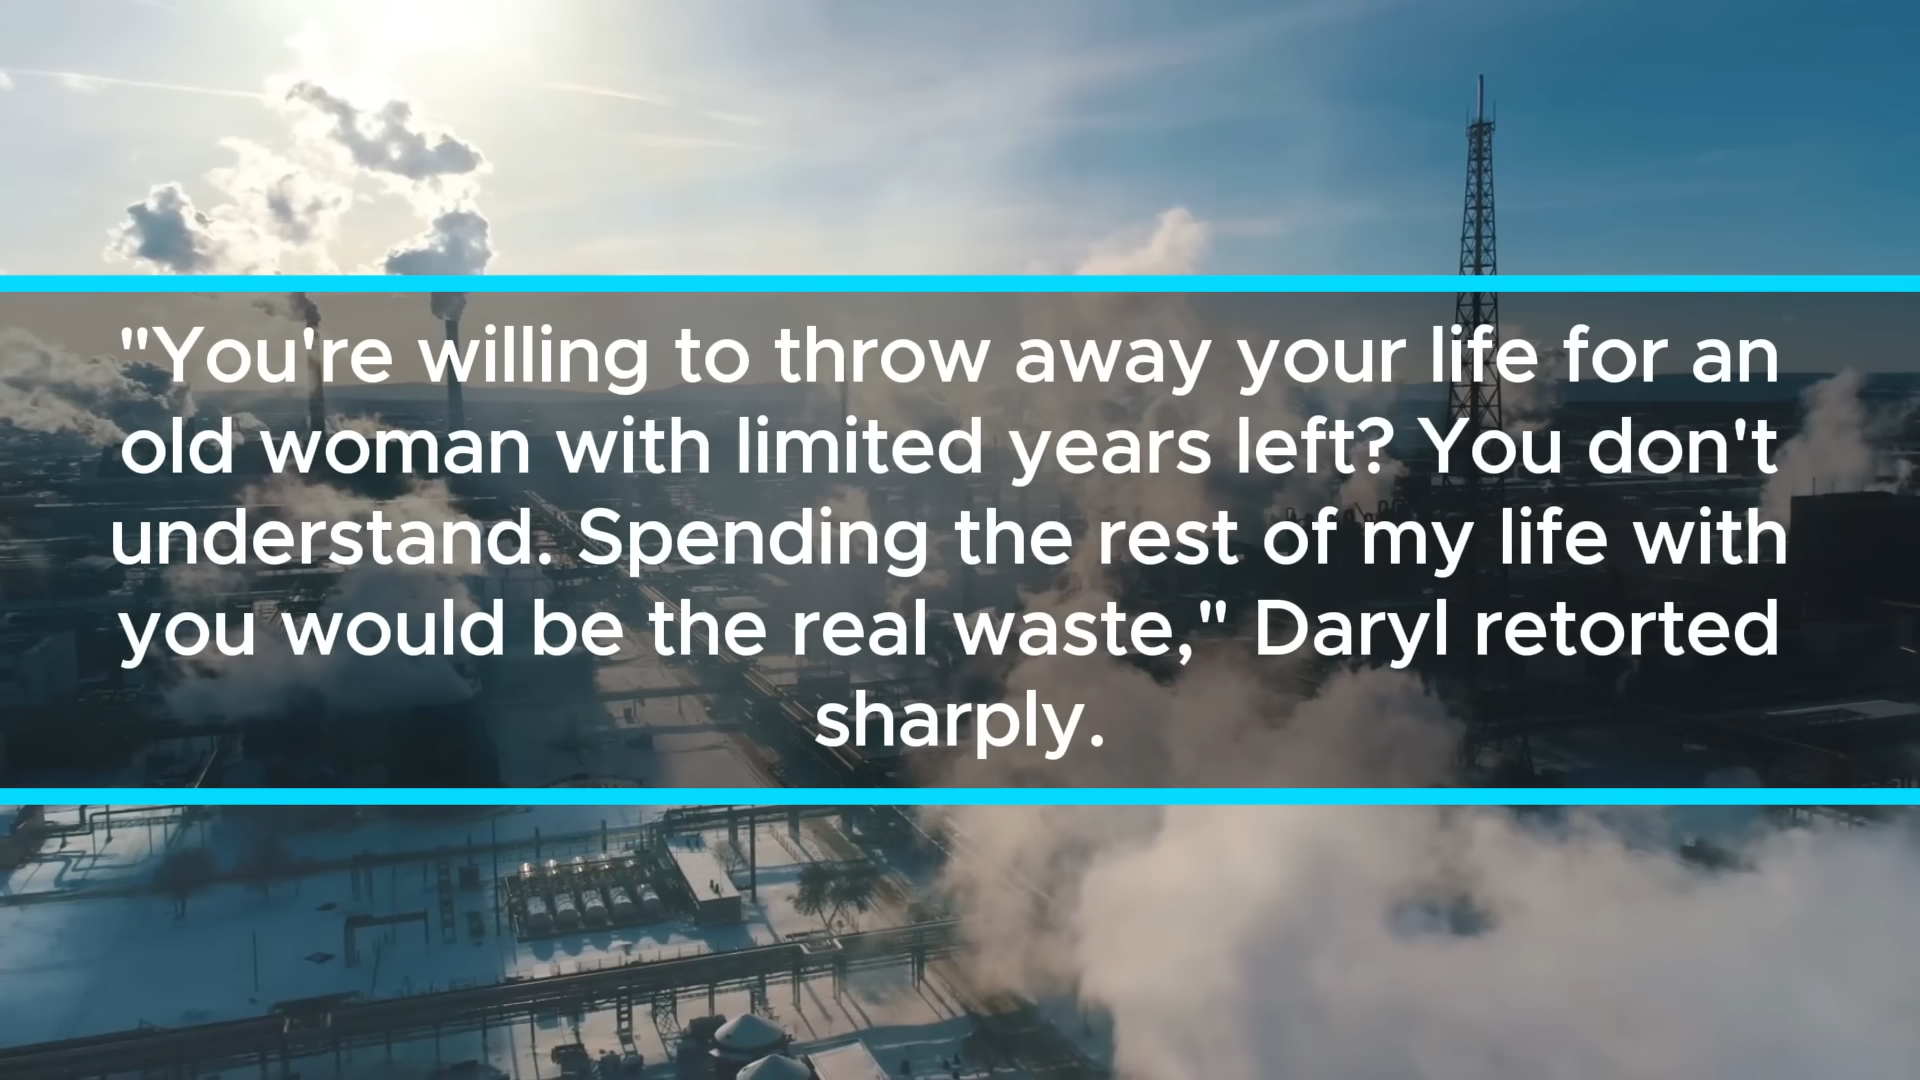 "You're willing to throw away your life for an
old woman with limited years left? You don't
understand. Spending the rest of my life with
you would be the real waste," Daryl retorted
sharply.